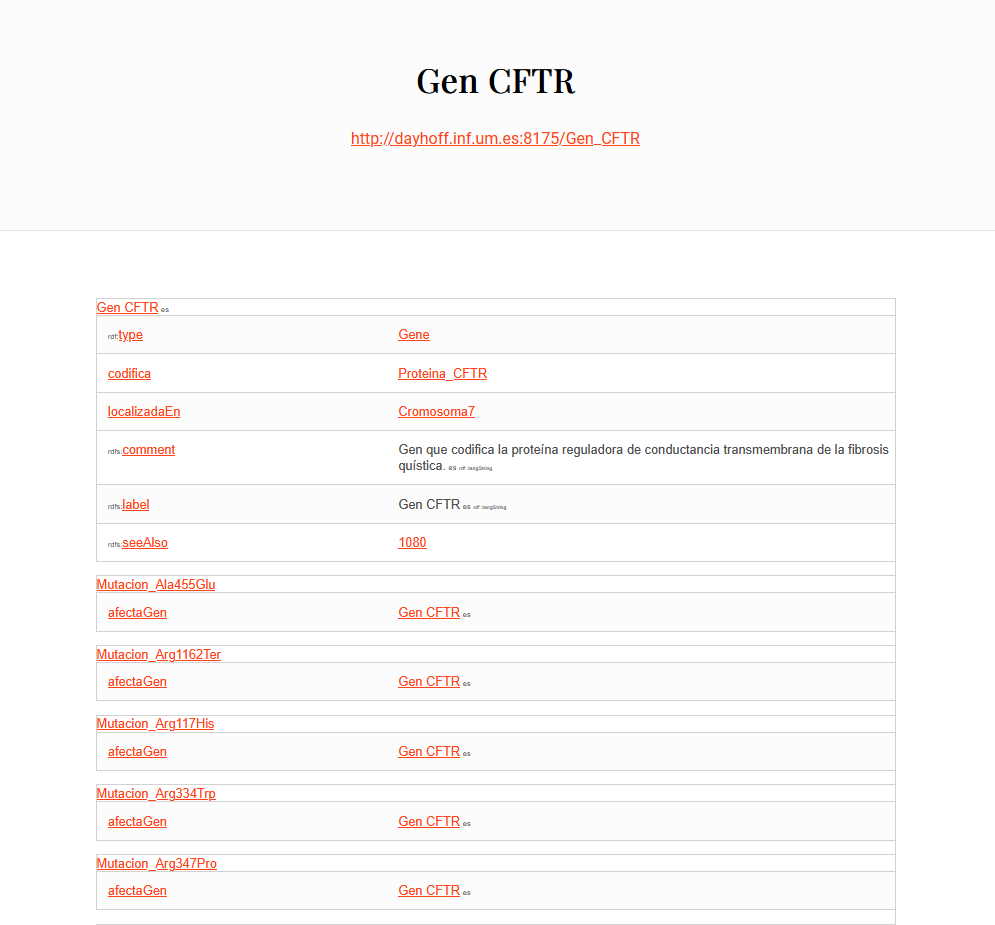 Gen CFTR
http://dayhoff.inf.um.es:8175/Gen_CFTR
Gen CFTR es
rdf:type Gene
codifica Proteina_CFTR
localizadaEn Cromosoma7
rdfs:comment Gen que codifica la proteína reguladora de conductancia transmembrana de la fibrosis
quística. es rdf:langString
rdfs:label Gen CFTR es rdf:langString
rdfs:seeAlso 1080
Mutacion_Ala455Glu
afectaGen Gen CFTR es
Mutacion_Arg1162Ter
afectaGen Gen CFTR es
Mutacion_Arg117His
afectaGen Gen CFTR es
Mutacion_Arg334Trp
afectaGen Gen CFTR es
Mutacion_Arg347Pro
afectaGen Gen CFTR es